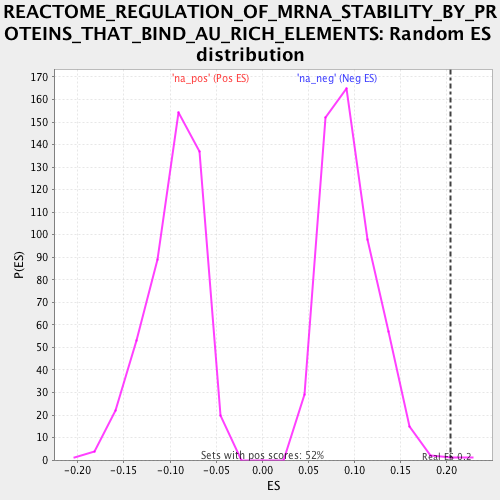 REACTOME_REGULATION_OF_MRNA_STABILITY_BY_PR
OTEINS_THAT_BIND_AU_RICH_ELEMENTS: Random ES
distribution
'na_pos' (Pos ES) 'na_neg' (Neg ES)
170
160
150
140
130
120
110
100
90
80
70
60
50
40
30
20
10
0
P(ES)
Sets with pos scores: 52%
Real ES 0.2
-0.20 -0.15 -0.10 -0.05 0.00 0.05 0.10 0.15 0.20
ES